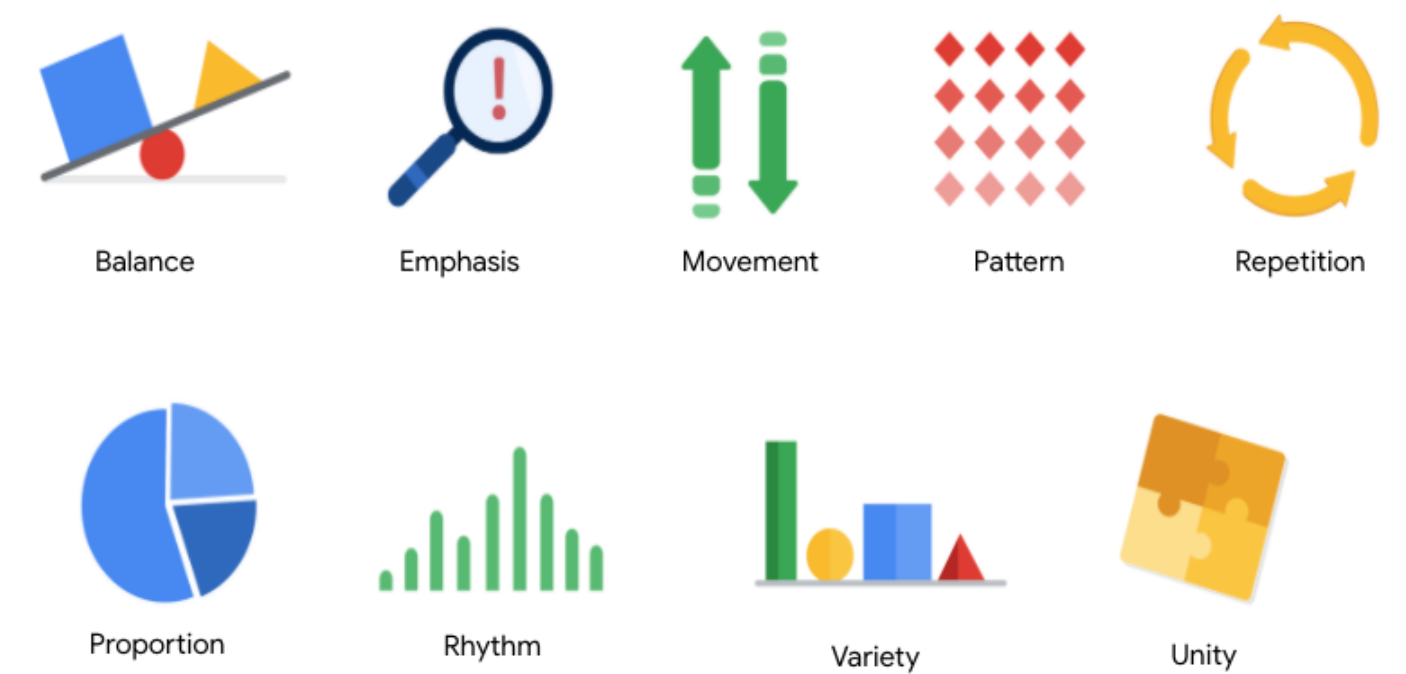 Balance
Emphasis
Movement
Pattern
Repetition
Proportion
Rhythm
Variety
Unity